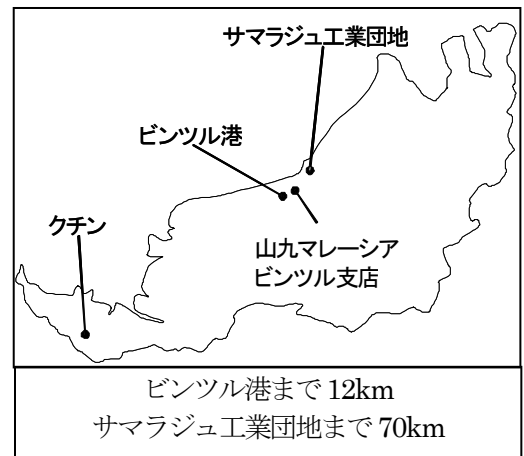 サマラジュ工業団地
ビンツル港
クチン
山九マレーシア
ビンツル支店
ビンツル港まで 12km
サマラジュ工業団地まで 70km